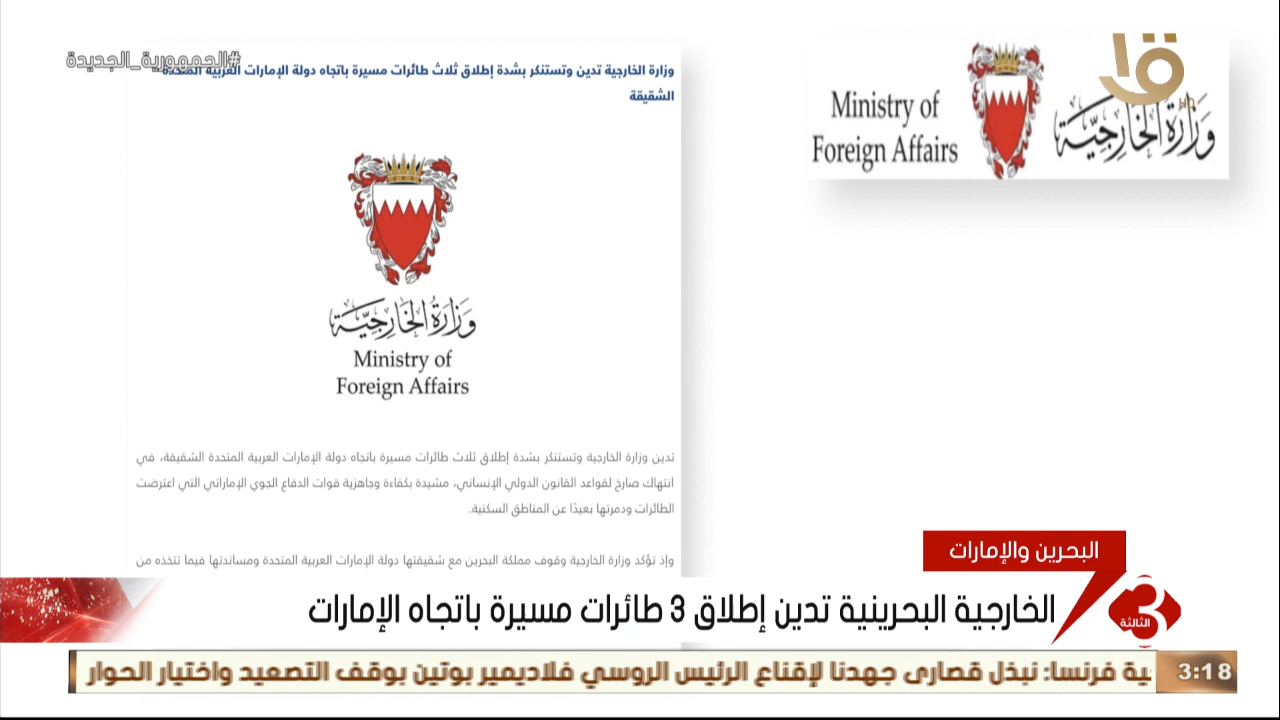 #الجمهورية_الجديدة
وزارة الخارجية تدين وتستنكر بشدة إطلاق ثلاث طائرات مسيرة باتجاه دولة الإمارات العربية المتحدة
الشقيقة
Ministry of
Foreign Affairs
وزارة الخارجية
وَزَارَةُ الخَارِجِيَّة
Ministry of
Foreign Affairs
تدين وزارة الخارجية وتستنكر بشدة إطلاق ثلاث طائرات مسيرة باتجاه دولة الإمارات العربية المتحدة الشقيقة، في
انتهاك صارخ لقواعد القانون الدولي الإنساني، مشيدة بكفاءة وجاهزية قوات الدفاع الجوي الإماراتي التي اعترضت
الطائرات ودمرتها بعيدًا عن المناطق السكنية.
وإذ تؤكد وزارة الخارجية وقوف مملكة البحرين مع شقيقتها دولة الإمارات العربية المتحدة ومساندتها فيما تتخذه من
البحرين والإمارات
الخارجية البحرينية تدين إطلاق 3 طائرات مسيرة باتجاه الإمارات
3
الثالثة
ية فرنسا: نبذل قصارى جهدنا لإقناع الرئيس الروسي فلاديمير بوتين بوقف التصعيد واختيار الحوار
3:18